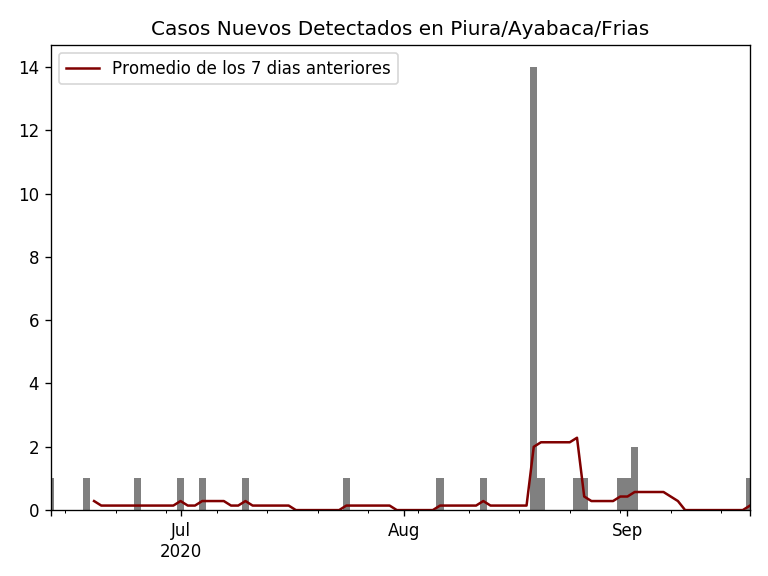 Casos Nuevos Detectados en Piura/Ayabaca/Frias
Promedio de los 7 dias anteriores
14
12
10
8
6
4
2
0
Jul
2020
Aug
Sep